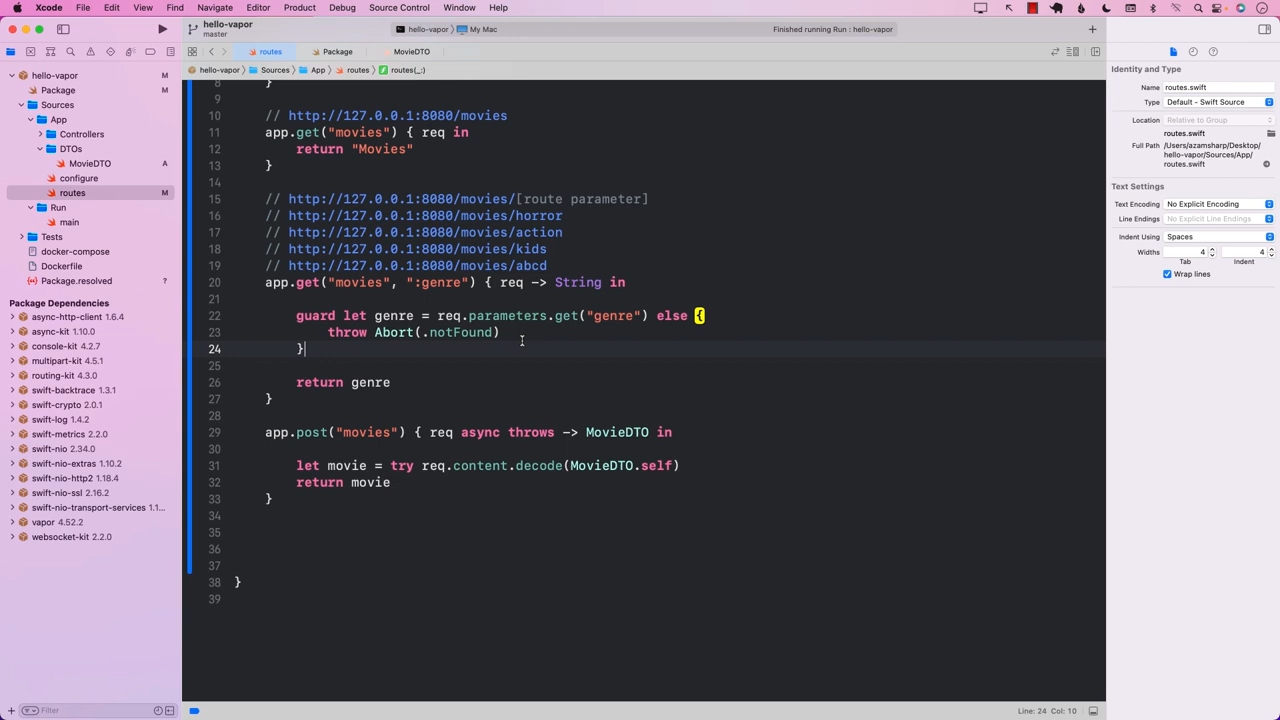 Xcode File Edit View Find Navigate Editor Product Debug Source Control Window Help
hello-vapor
master
hello-vapor My Mac
Finished running Run : hello-vapor
routes Package MovieDTO
hello-vapor Sources App routes routes(_:)
hello-vapor M
Package M
Sources
App
Controllers
DTOs
MovieDTO A
configure
routes M
Run
main
Tests
docker-compose
Dockerfile
Package.resolved ?
Package Dependencies
async-http-client 1.6.4
async-kit 1.10.0
console-kit 4.2.7
multipart-kit 4.5.1
routing-kit 4.3.0
swift-backtrace 1.3.1
swift-crypto 2.0.1
swift-log 1.4.2
swift-metrics 2.2.0
swift-nio 2.34.0
swift-nio-extras 1.10.2
swift-nio-http2 1.18.4
swift-nio-ssl 2.16.2
swift-nio-transport-services 1.1...
vapor 4.52.2
websocket-kit 2.2.0
Filter
8 }
9
10 // http://127.0.0.1:8080/movies
11 app.get("movies") { req in
12 return "Movies"
13 }
14
15 // http://127.0.0.1:8080/movies/[route parameter]
16 // http://127.0.0.1:8080/movies/horror
17 // http://127.0.0.1:8080/movies/action
18 // http://127.0.0.1:8080/movies/kids
19 // http://127.0.0.1:8080/movies/abcd
20 app.get("movies", ":genre") { req -> String in
21
22 guard let genre = req.parameters.get("genre") else {
23 throw Abort(.notFound)
24 }
25
26 return genre
27 }
28
29 app.post("movies") { req async throws -> MovieDTO in
30
31 let movie = try req.content.decode(MovieDTO.self)
32 return movie
33 }
34
35
36
37
38 }
39
Line: 24 Col: 10
Identity and Type
Name routes.swift
Type Default - Swift Source
Location Relative to Group
routes.swift
Full Path /Users/azamsharp/Desktop/
hello-vapor/Sources/App/
routes.swift
Text Settings
Text Encoding No Explicit Encoding
Line Endings No Explicit Line Endings
Indent Using Spaces
Widths 4 4
Tab Indent
Wrap lines